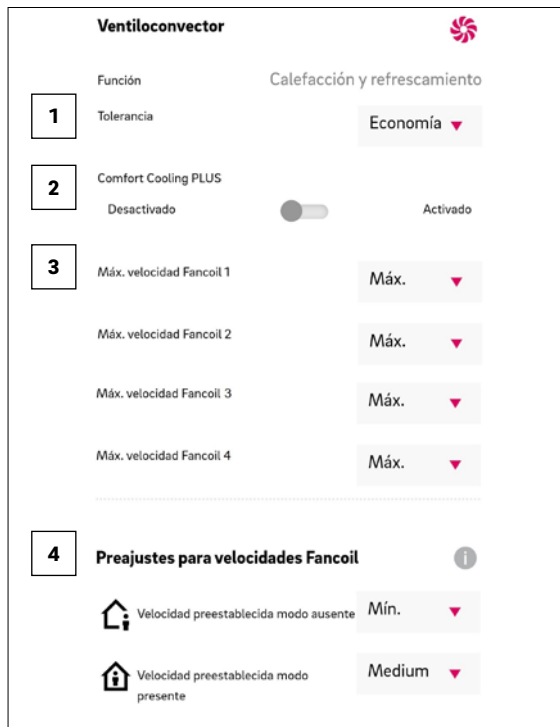 Ventiloconvector
Función Calefacción y refrescamiento
1 Tolerancia Economía
2 Comfort Cooling PLUS
Desactivado Activado
3 Máx. velocidad Fancoil 1 Máx.
Máx. velocidad Fancoil 2 Máx.
Máx. velocidad Fancoil 3 Máx.
Máx. velocidad Fancoil 4 Máx.
4 Preajustes para velocidades Fancoil i
Velocidad preestablecida modo ausente Mín.
Velocidad preestablecida modo Medium
presente